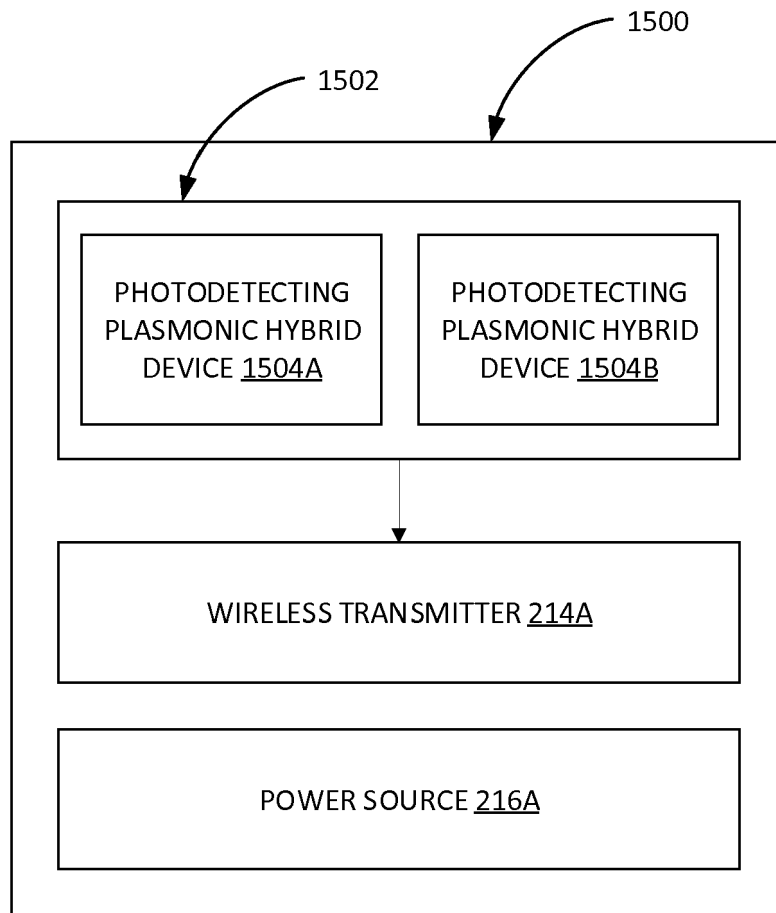 1500
1502
PHOTODETECTING
PLASMONIC HYBRID
DEVICE 1504A
PHOTODETECTING
PLASMONIC HYBRID
DEVICE 1504B
WIRELESS TRANSMITTER 214A
POWER SOURCE 216A